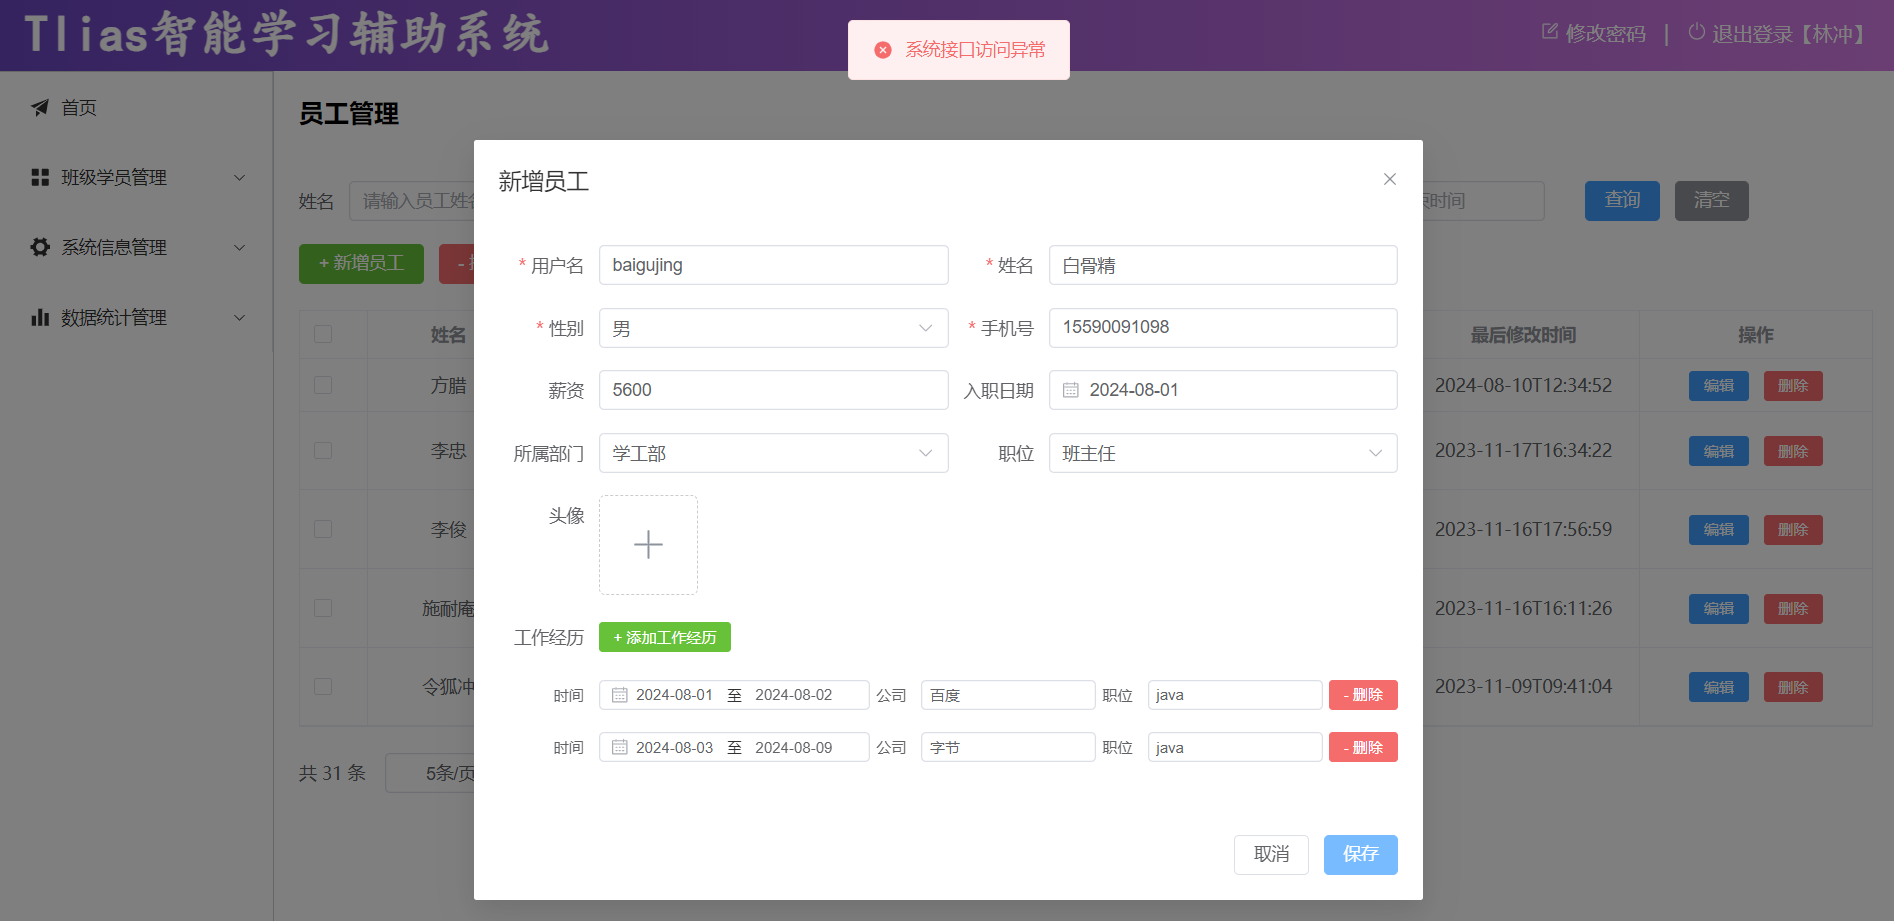 Tlias智能学习辅助系统
系统接口访问异常
修改密码 | 退出登录【林冲】
首页
班级学员管理
系统信息管理
数据统计管理
员工管理
姓名 请输入员工姓名
时间 查询 清空
+ 新增员工 -
姓名 最后修改时间 操作
方腊 2024-08-10T12:34:52 编辑 删除
李忠 2023-11-17T16:34:22 编辑 删除
李俊 2023-11-16T17:56:59 编辑 删除
施耐庵 2023-11-16T16:11:26 编辑 删除
令狐冲 2023-11-09T09:41:04 编辑 删除
共 31 条 5条/页
新增员工
* 用户名 baigujing * 姓名 白骨精
* 性别 男 * 手机号 15590091098
薪资 5600 入职日期 2024-08-01
所属部门 学工部 职位 班主任
头像
工作经历 + 添加工作经历
时间 2024-08-01 至 2024-08-02 公司 百度 职位 java - 删除
时间 2024-08-03 至 2024-08-09 公司 字节 职位 java - 删除
取消 保存